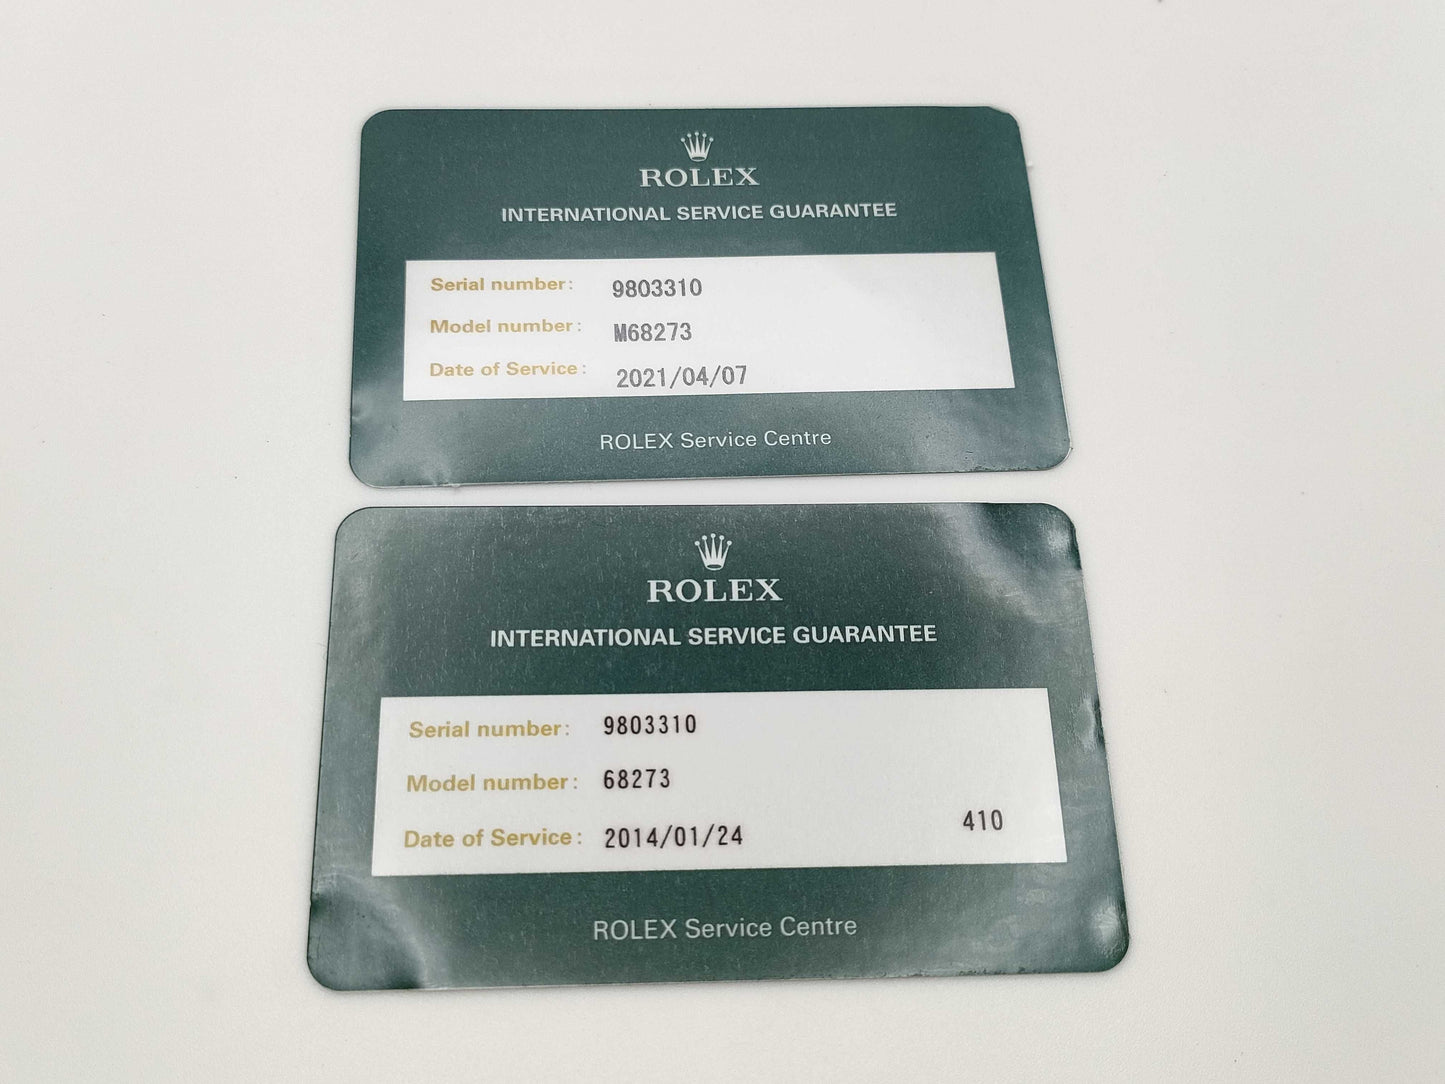 ROLEX
INTERNATIONAL SERVICE GUARANTEE
Serial number: 9803310
Model number: M68273
Date of Service: 2021/04/07
ROLEX Service Centre
ROLEX
INTERNATIONAL SERVICE GUARANTEE
Serial number: 9803310
Model number: 68273
Date of Service: 2014/01/24 410
ROLEX Service Centre